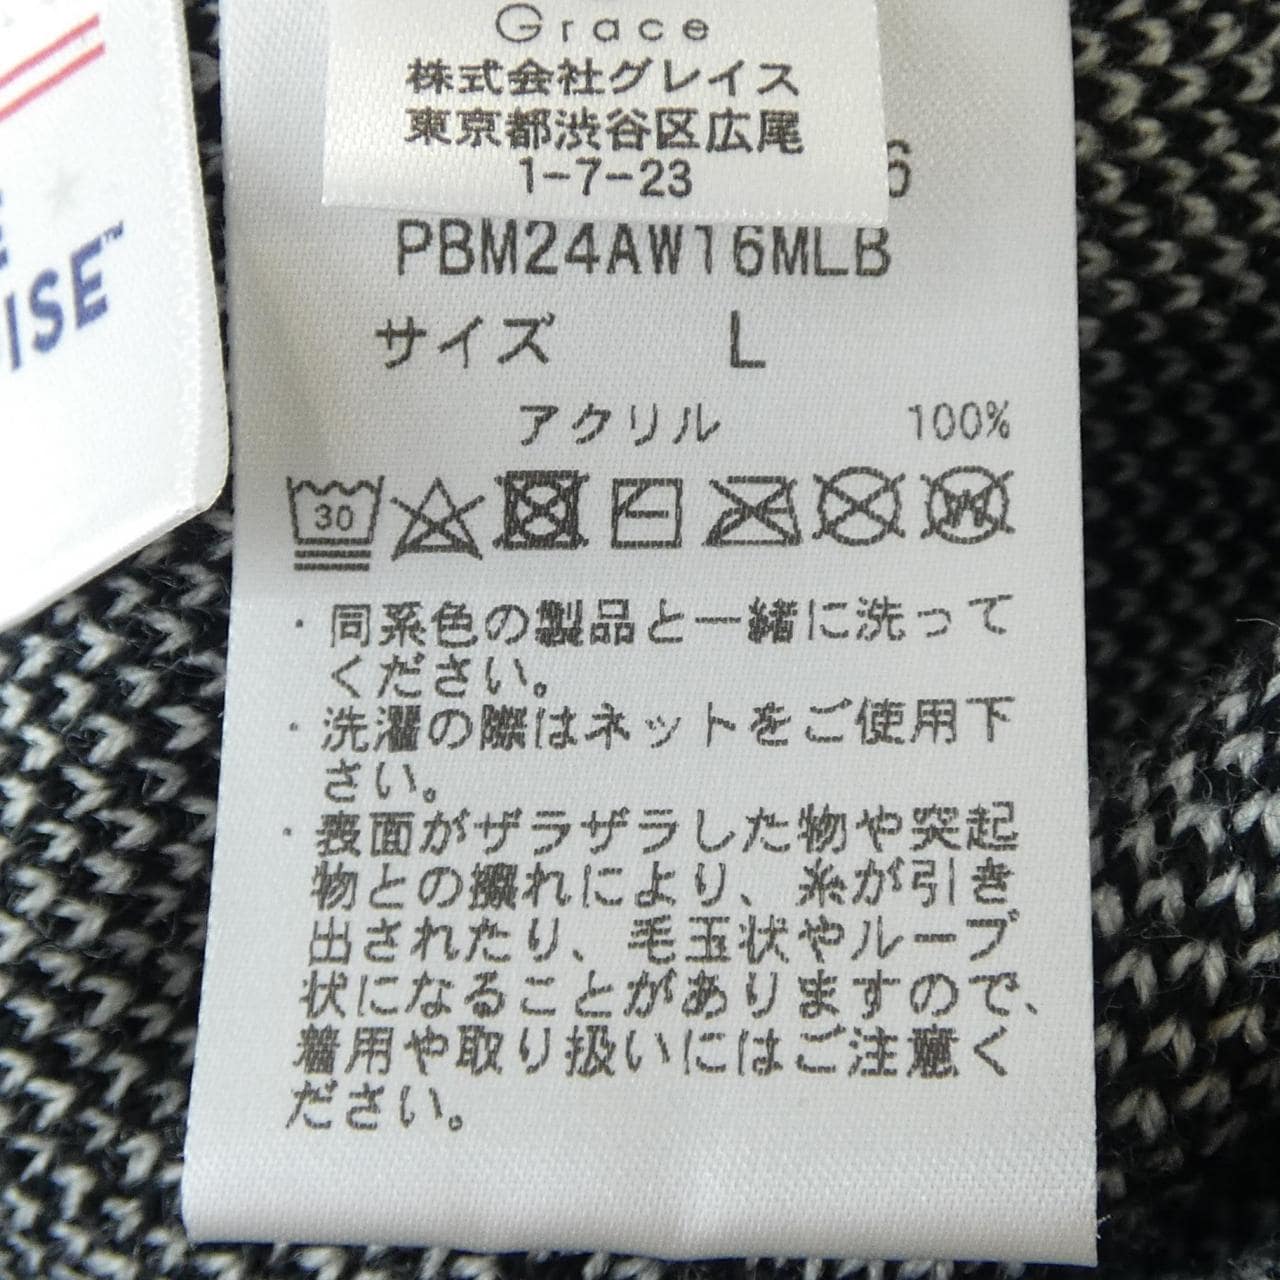 Grace
株式会社グレイス
東京都渋谷区広尾
1-7-23
6
PBM24AW16MLB
サイズ L
アクリル 100%
30
W
・同系色の製品と一緒に洗って
ください。
・洗濯の際はネットをご使用下
さい。
・表面がザラザラした物や突起
物との擦れにより、糸が引き
出されたり、毛玉状やループ
状になることがありますので、
着用や取り扱いにはご注意く
ださい。
E
ISE™